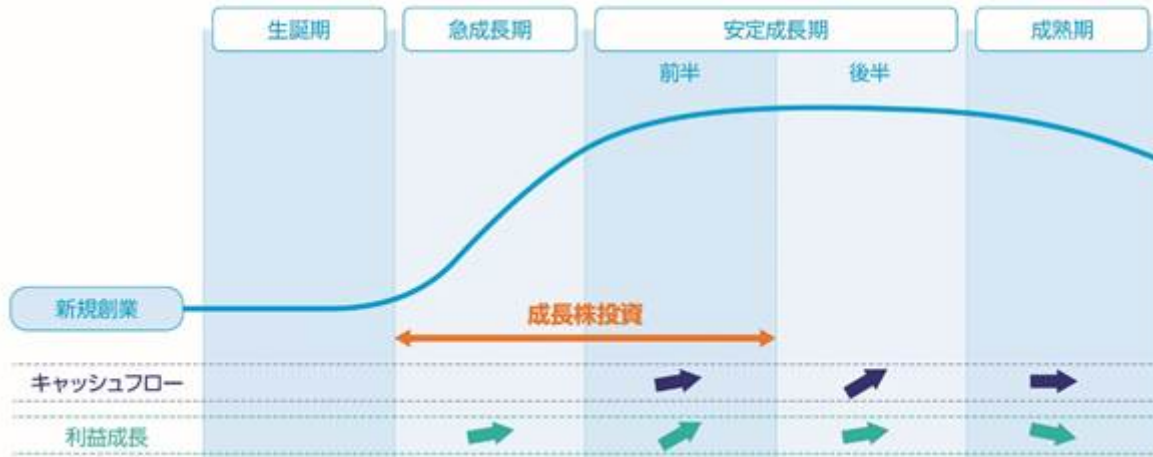 生誕期
急成長期
安定成長期
成熟期
前半
後半
新規創業
成長株投資
キャッシュフロー
利益成長